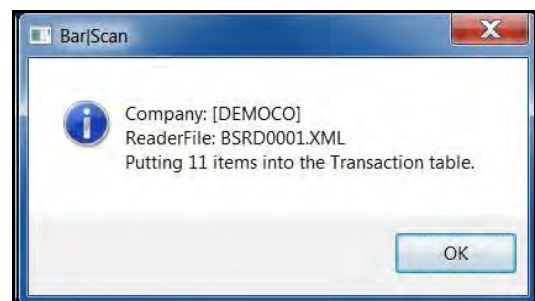 Bar|Scan
Company: [DEMOCO]
ReaderFile: BSRD0001.XML
Putting 11 items into the Transaction table.
OK